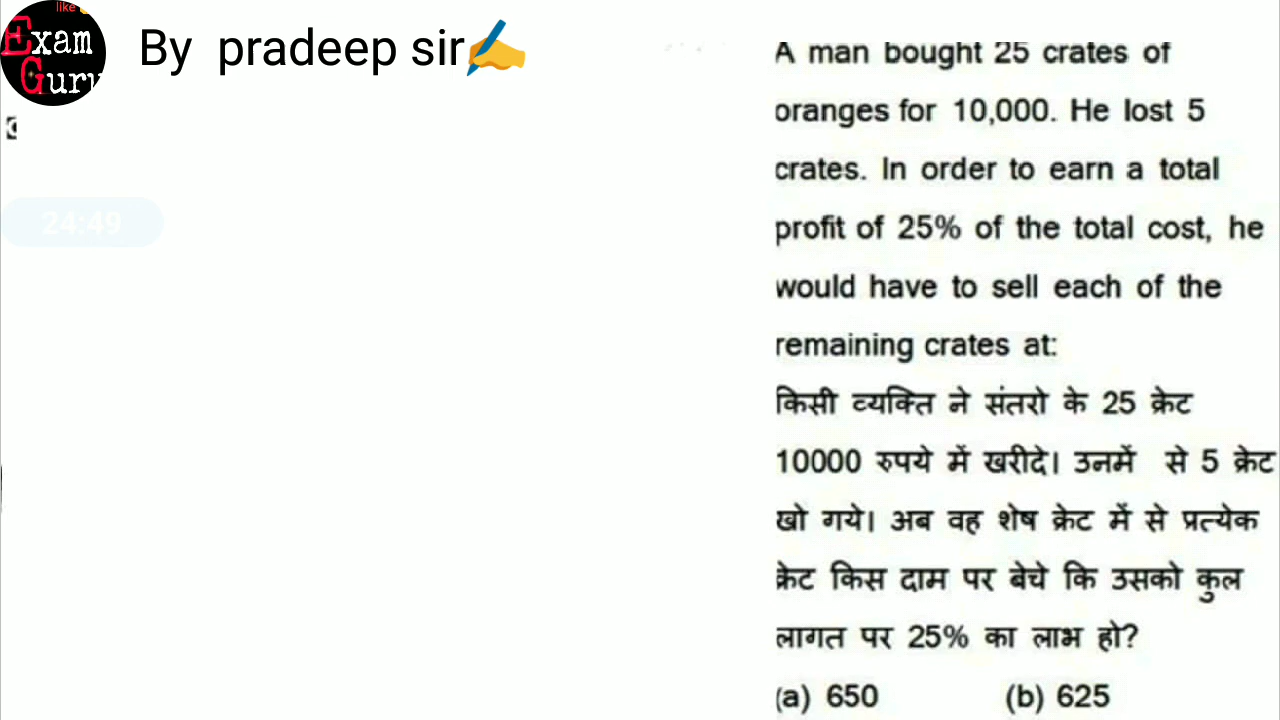 like
Exam
Guru
By pradeep sir✍
24:49
A man bought 25 crates of
oranges for 10,000. He lost 5
crates. In order to earn a total
profit of 25% of the total cost, he
would have to sell each of the
remaining crates at:
किसी व्यक्ति ने संतरो के 25 क्रेट
10000 रुपये में खरीदे। उनमें से 5 क्रेट
खो गये। अब वह शेष क्रेट में से प्रत्येक
क्रेट किस दाम पर बेचे कि उसको कुल
लागत पर 25% का लाभ हो?
(a) 650 (b) 625